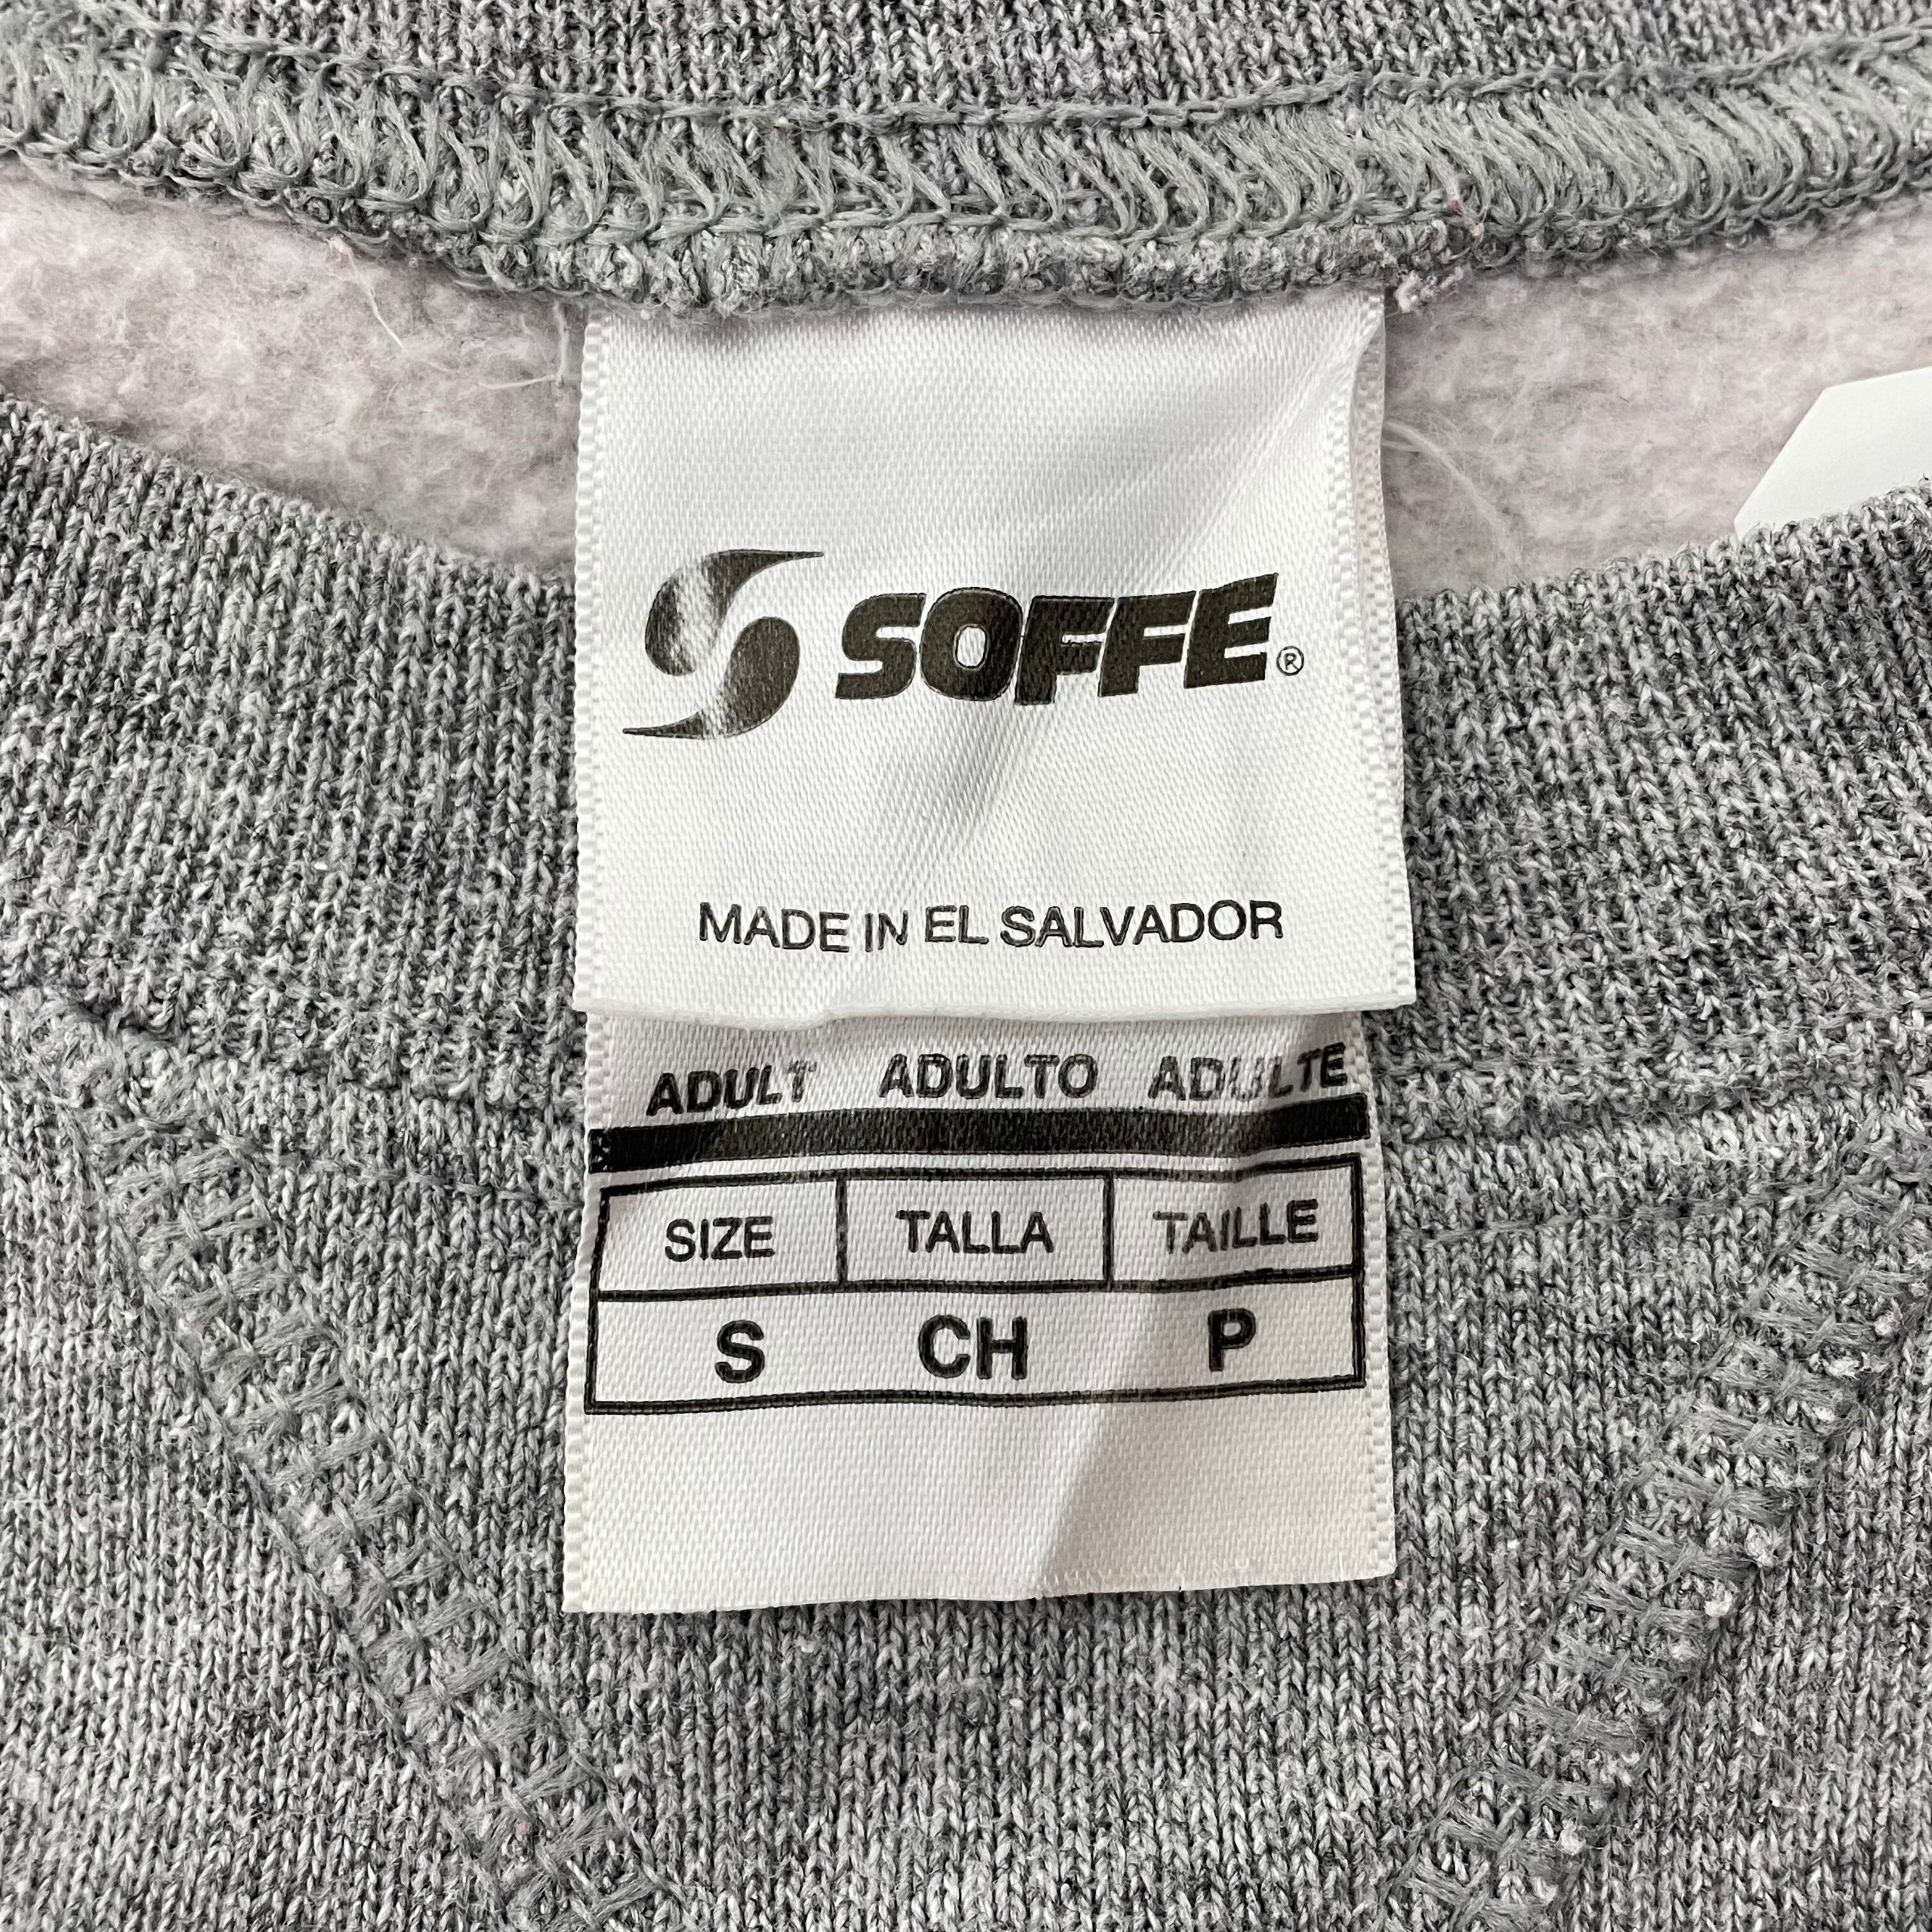 SOFFE®
MADE IN EL SALVADOR
ADULT ADULTO ADULTE
SIZE TALLA TAILLE
S CH P